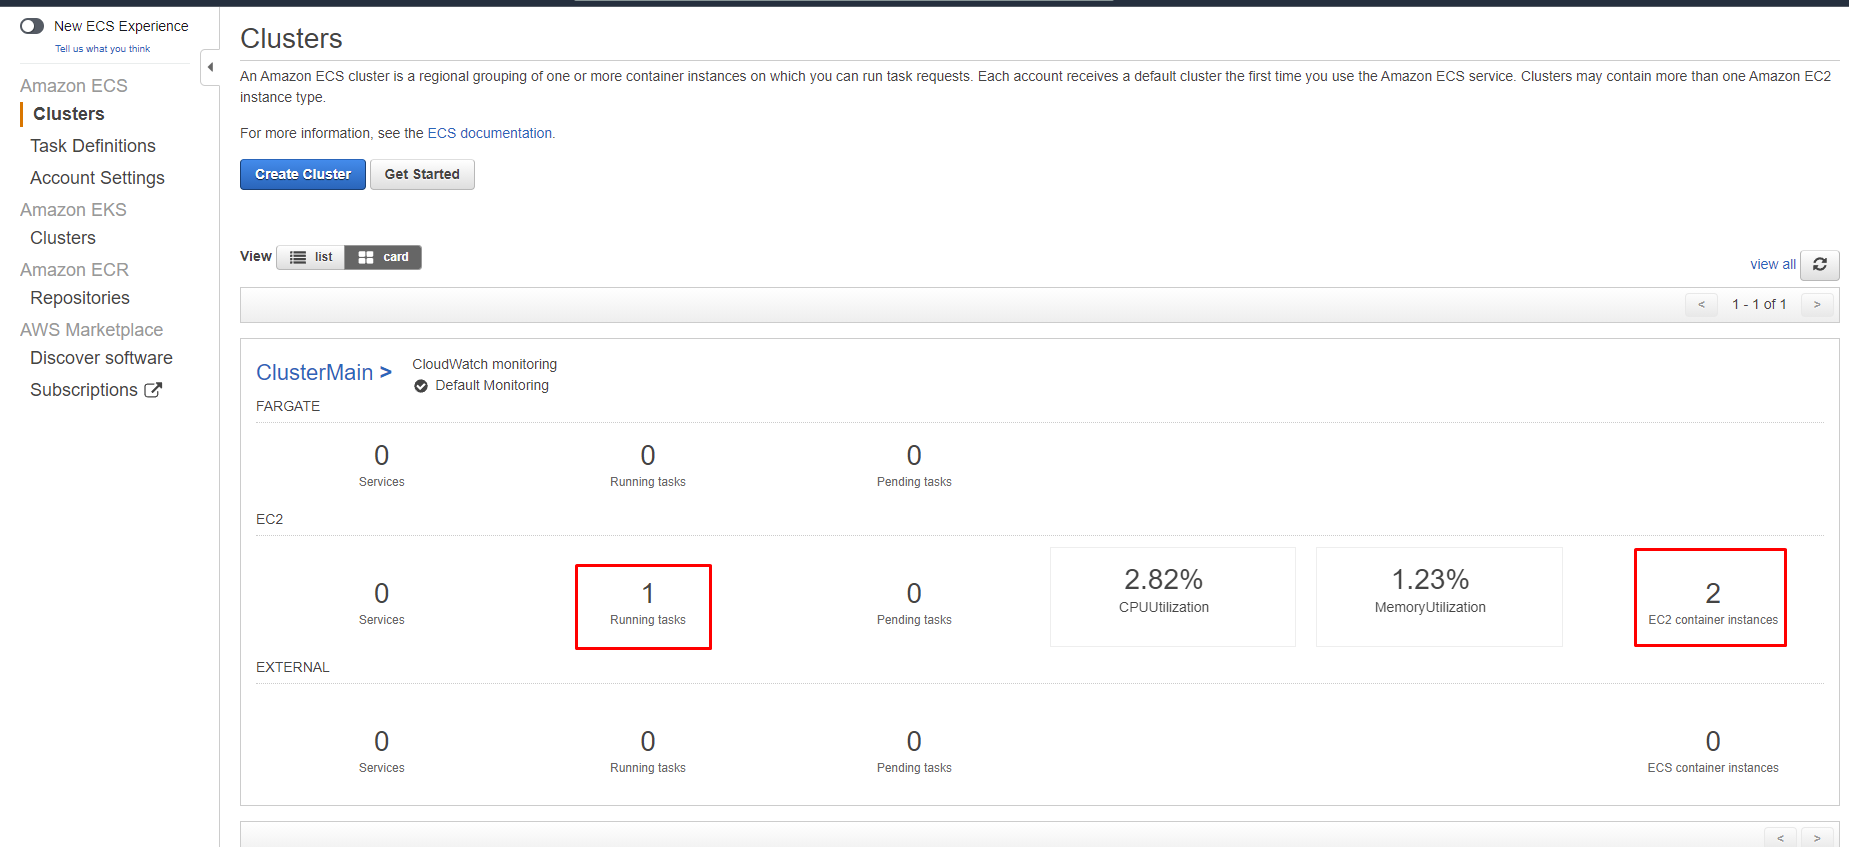 New ECS Experience
Tell us what you think
Amazon ECS
Clusters
Task Definitions
Account Settings
Amazon EKS
Clusters
Amazon ECR
Repositories
AWS Marketplace
Discover software
Subscriptions
Clusters
An Amazon ECS cluster is a regional grouping of one or more container instances on which you can run task requests. Each account receives a default cluster the first time you use the Amazon ECS service. Clusters may contain more than one Amazon EC2
instance type.
For more information, see the ECS documentation.
Create Cluster Get Started
View list card
view all
< 1 - 1 of 1 >
ClusterMain > CloudWatch monitoring
Default Monitoring
FARGATE
0 0 0
Services Running tasks Pending tasks
EC2
0 1 0 2.82% 1.23% 2
Services Running tasks Pending tasks CPUUtilization MemoryUtilization EC2 container instances
EXTERNAL
0 0 0 0
Services Running tasks Pending tasks ECS container instances
< >